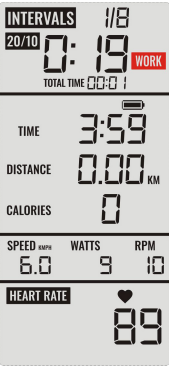 INTERVALS 1/8
20/10 0:19 WORK
TOTAL TIME 00:01
TIME 3:59
DISTANCE 0.00 KM
CALORIES 0
SPEED KMPH WATTS RPM
6.0 9 10
HEART RATE
89